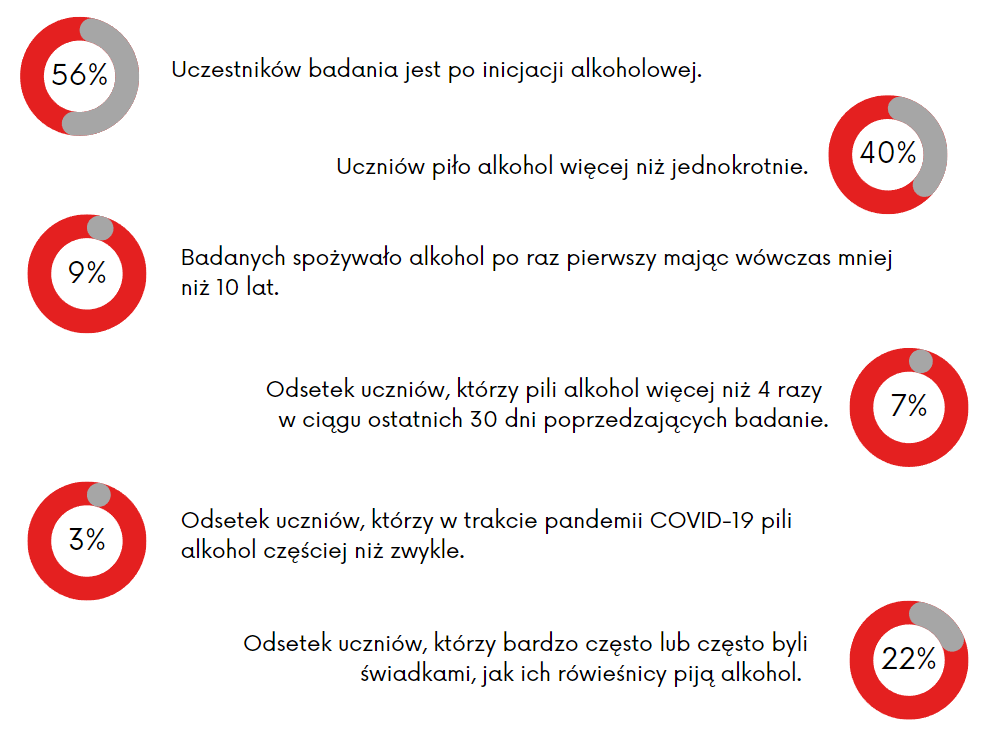 56%
Uczestników badania jest po inicjacji alkoholowej.
Uczniów piło alkohol więcej niż jednokrotnie.
40%
9%
Badanych spożywało alkohol po raz pierwszy mając wówczas mniej
niż 10 lat.
Odsetek uczniów, którzy pili alkohol więcej niż 4 razy
w ciągu ostatnich 30 dni poprzedzających badanie.
7%
3%
Odsetek uczniów, którzy w trakcie pandemii COVID-19 pili
alkohol częściej niż zwykle.
Odsetek uczniów, którzy bardzo często lub często byli
świadkami, jak ich rówieśnicy piją alkohol.
22%